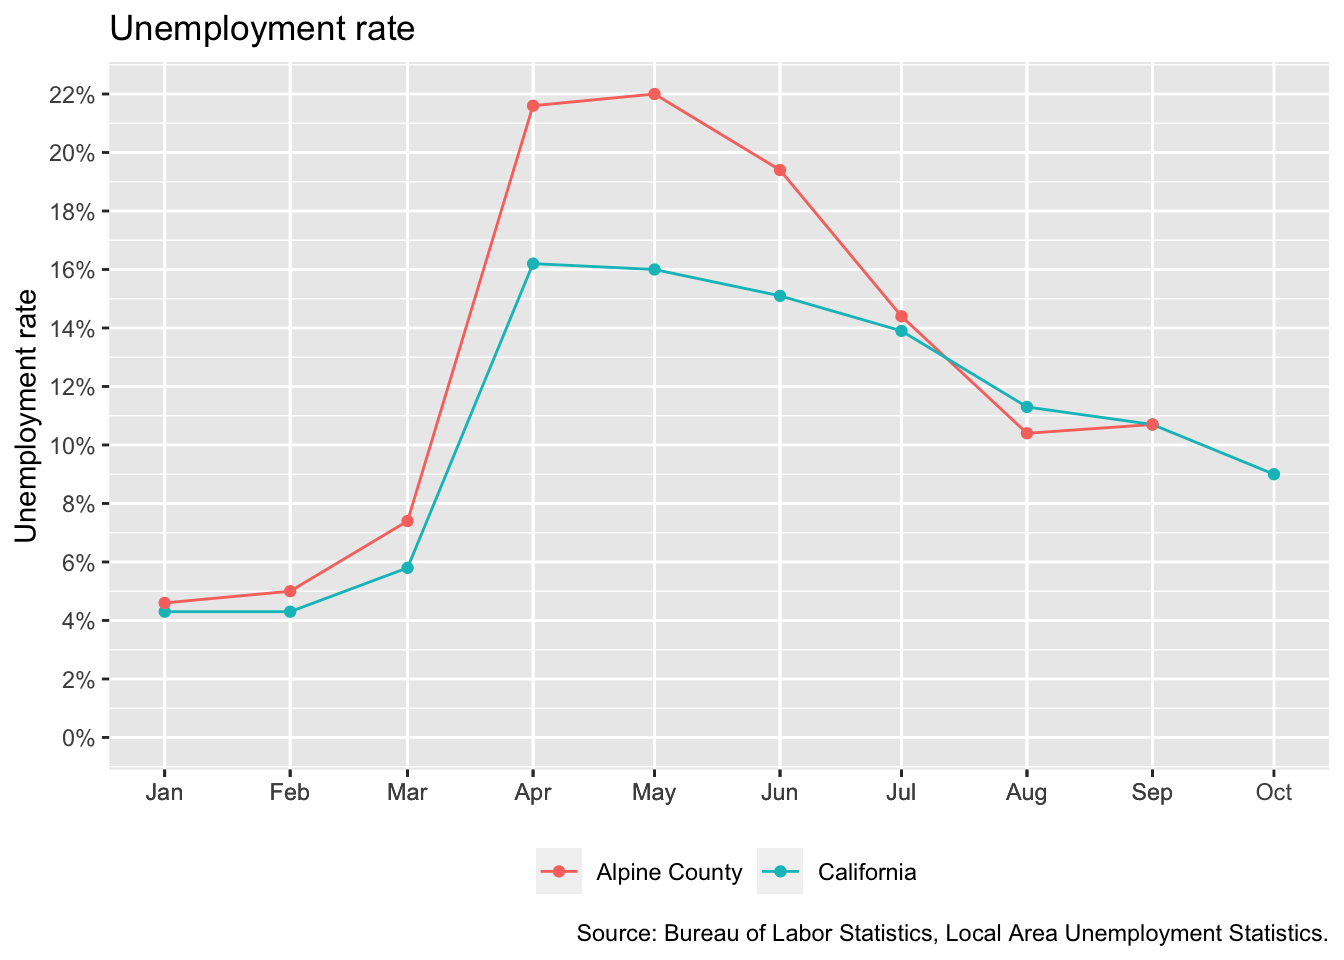 Unemployment rate
Unemployment rate
22%
20%
18%
16%
14%
12%
10%
8%
6%
4%
2%
0%
Jan Feb Mar Apr May Jun Jul Aug Sep Oct
Alpine County California
Source: Bureau of Labor Statistics, Local Area Unemployment Statistics.